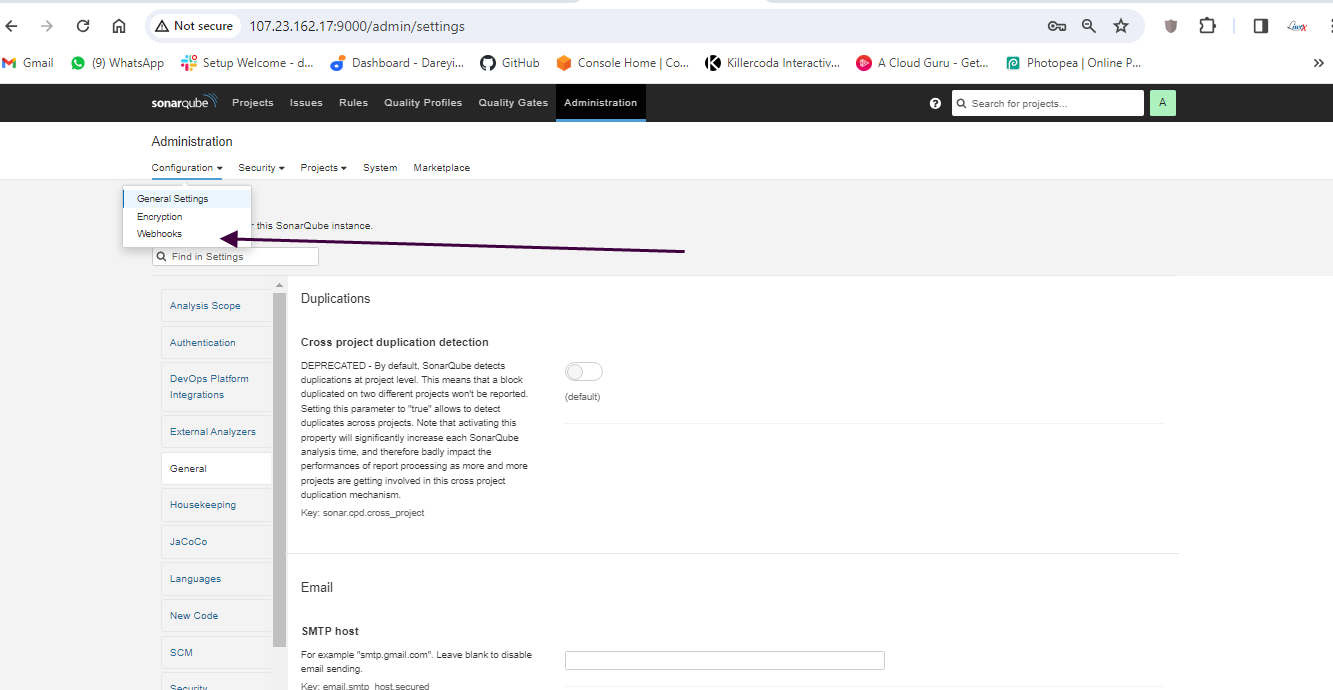 Not secure 107.23.162.17:9000/admin/settings
Gmail (9) WhatsApp Setup Welcome - d... Dashboard - Dareyi... GitHub Console Home | Co... Killercoda Interactiv... A Cloud Guru - Get... Photopea | Online P...
sonarqube Projects Issues Rules Quality Profiles Quality Gates Administration ? Search for projects... A
Administration
Configuration Security Projects System Marketplace
General Settings
Encryption
r this SonarQube instance.
Webhooks
Find in Settings
Analysis Scope
Authentication
DevOps Platform
Integrations
External Analyzers
General
Housekeeping
JaCoCo
Languages
New Code
SCM
Security
Duplications
Cross project duplication detection
DEPRECATED - By default, SonarQube detects
duplications at project level. This means that a block
duplicated on two different projects won't be reported.
Setting this parameter to "true" allows to detect
duplicates across projects. Note that activating this
property will significantly increase each SonarQube
analysis time, and therefore badly impact the
performances of report processing as more and more
projects are getting involved in this cross project
duplication mechanism.
Key: sonar.cpd.cross_project
(default)
Email
SMTP host
For example "smtp.gmail.com". Leave blank to disable
email sending.
Key: email.smtp_host.secured